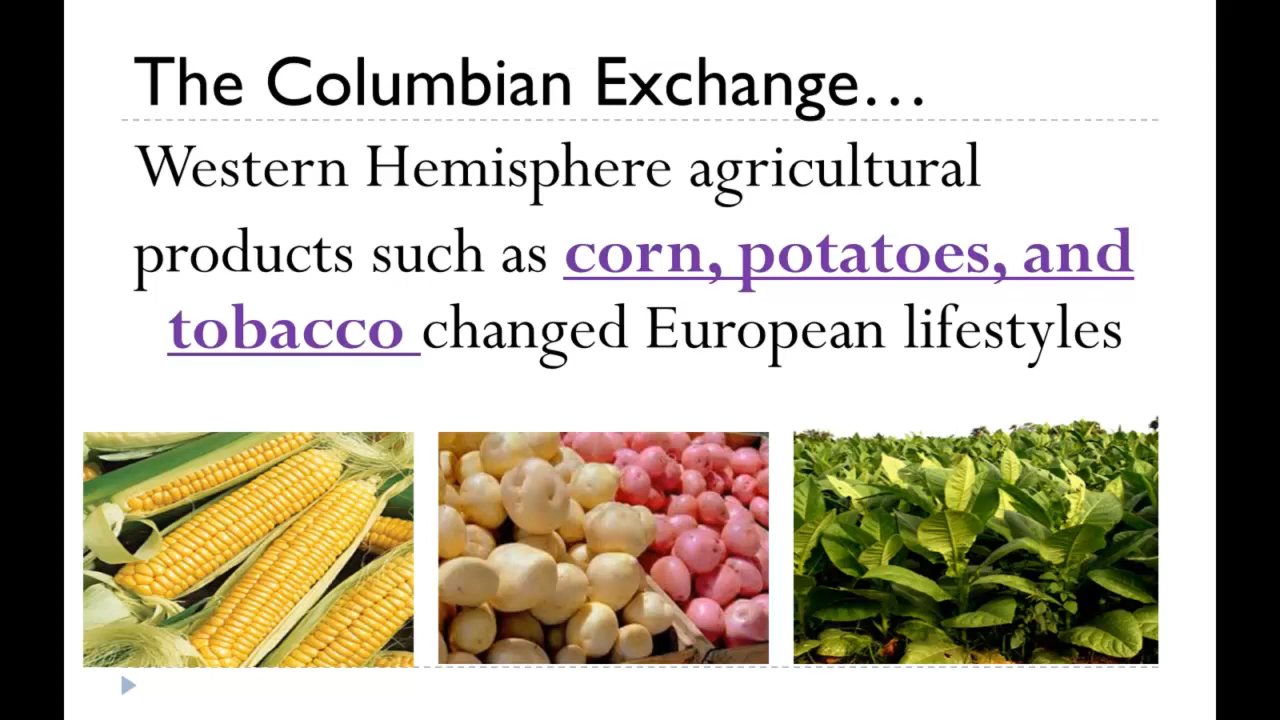 The Columbian Exchange…
Western Hemisphere agricultural
products such as corn, potatoes, and
tobacco changed European lifestyles